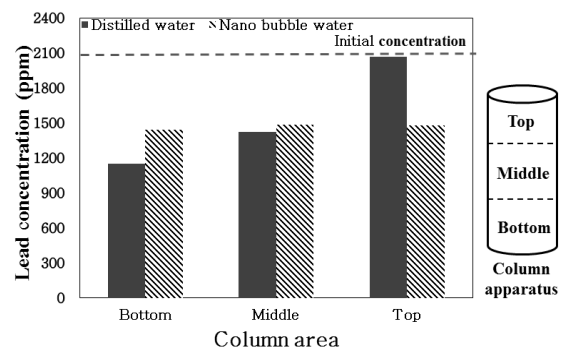 Distilled water Nano bubble water
Initial concentration
Lead concentration (ppm)
2400
2100
1800
1500
1200
900
600
300
0
Bottom Middle Top
Column area
Top
Middle
Bottom
Column
apparatus